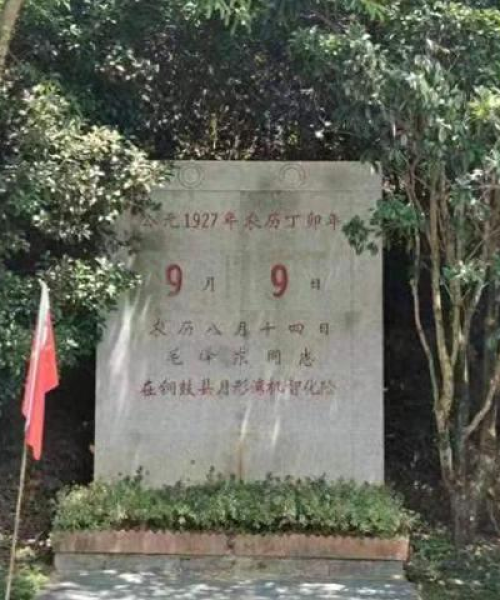 公元1927年农历丁卯年
9月 9日
农历八月十四日
毛泽东同志
在铜鼓县月形湾机智化险